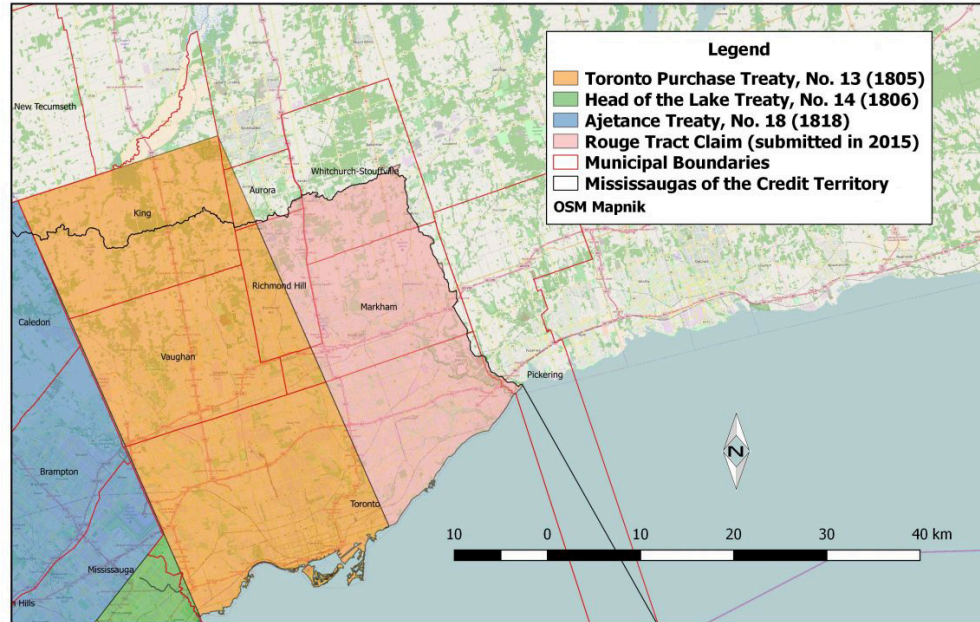 Legend
Toronto Purchase Treaty, No. 13 (1805)
Head of the Lake Treaty, No. 14 (1806)
Ajetance Treaty, No. 18 (1818)
Rouge Tract Claim (submitted in 2015)
Municipal Boundaries
Mississaugas of the Credit Territory
OSM Mapnik
New Tecumseth
Whitchurch-Stouffville
Aurora
King
Richmond Hill
Markham
Caledon
Vaughan
Pickering
Brampton
Toronto
Mississauga
Hills
N
10 0 10 20 30 40 km